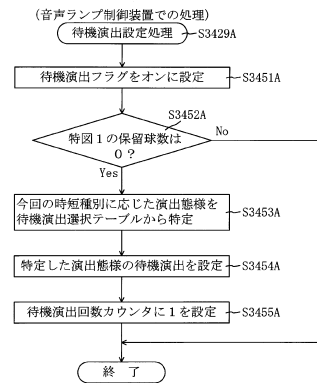 (音声ランプ制御装置での処理)
待機演出設定処理
S3429A
待機演出フラグをオンに設定
S3451A
S3452A
特図1の保留球数は
0?
No
Yes
今回の時短種別に応じた演出態様を
待機演出選択テーブルから特定
S3453A
特定した演出態様の待機演出を設定
S3454A
待機演出回数カウンタに1を設定
S3455A
終了